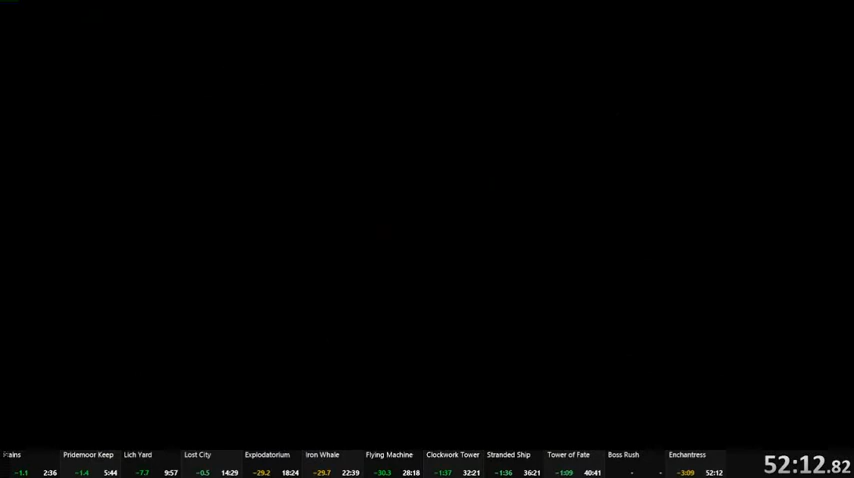 Plains Pridemoor Keep Lich Yard Lost City Explodatorium Iron Whale Flying Machine Clockwork Tower Stranded Ship Tower of Fate Boss Rush Enchantress
−1.1 2:36 −1.4 5:44 −7.7 9:57 −0.5 14:29 −29.2 18:24 −29.7 22:39 −30.3 28:18 −1:37 32:21 −1:36 36:21 −1:09 40:41 - - −3:09 52:12
52:12.82